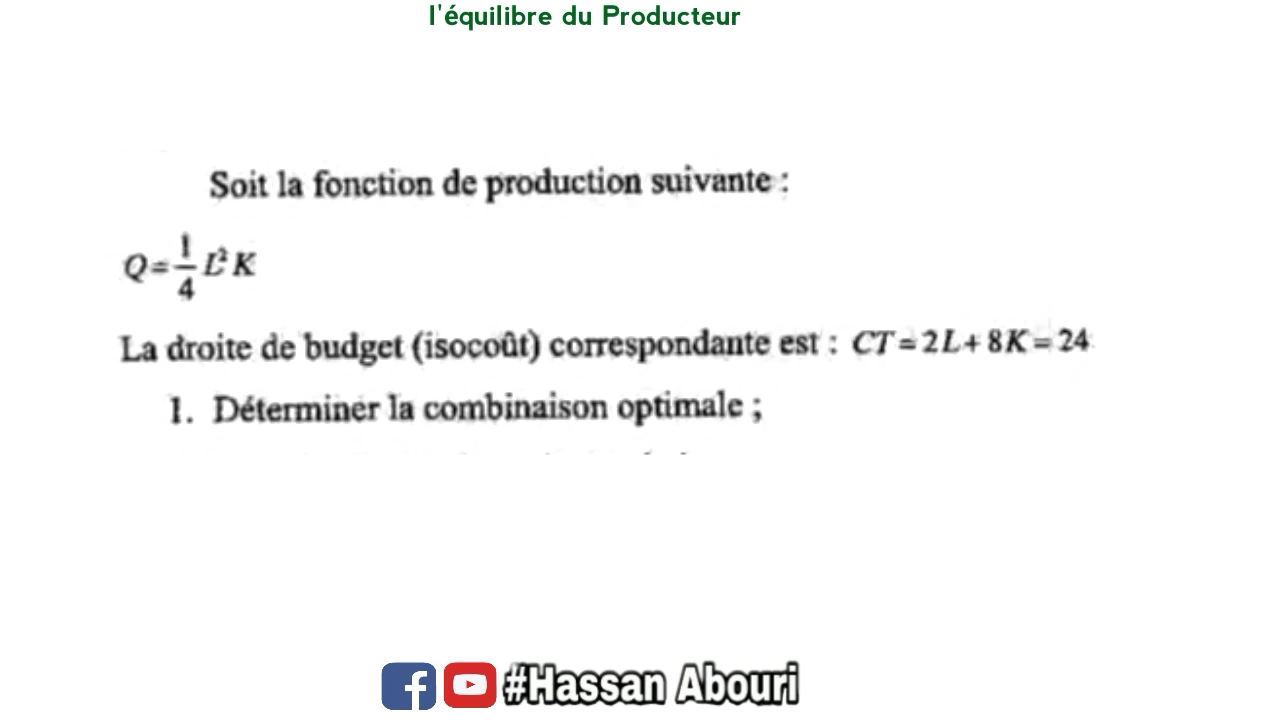 l'équilibre du Producteur
Soit la fonction de production suivante :
Q=1/4 L²K
La droite de budget (isocoût) correspondante est : CT=2L+8K=24
1. Déterminer la combinaison optimale ;
#Hassan Abouri